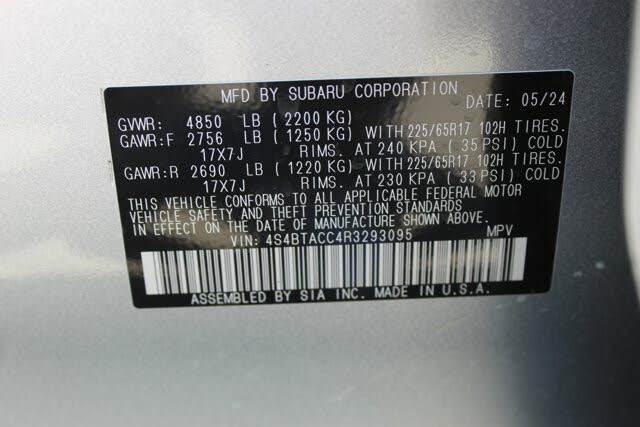 MFD BY SUBARU CORPORATION
DATE: 05/24
GVWR: 4850 LB (2200 KG)
GAWR:F 2756 LB (1250 KG) WITH 225/65R17 102H TIRES.
17X7J RIMS. AT 240 KPA ( 35 PSI) COLD
GAWR:R 2690 LB (1220 KG) WITH 225/65R17 102H TIRES.
17X7J RIMS. AT 230 KPA ( 33 PSI) COLD
THIS VEHICLE CONFORMS TO ALL APPLICABLE FEDERAL MOTOR
VEHICLE SAFETY AND THEFT PREVENTION STANDARDS
IN EFFECT ON THE DATE OF MANUFACTURE SHOWN ABOVE.
VIN: 4S4BTACC4R3293095 MPV
ASSEMBLED BY SIA INC. MADE IN U.S.A.